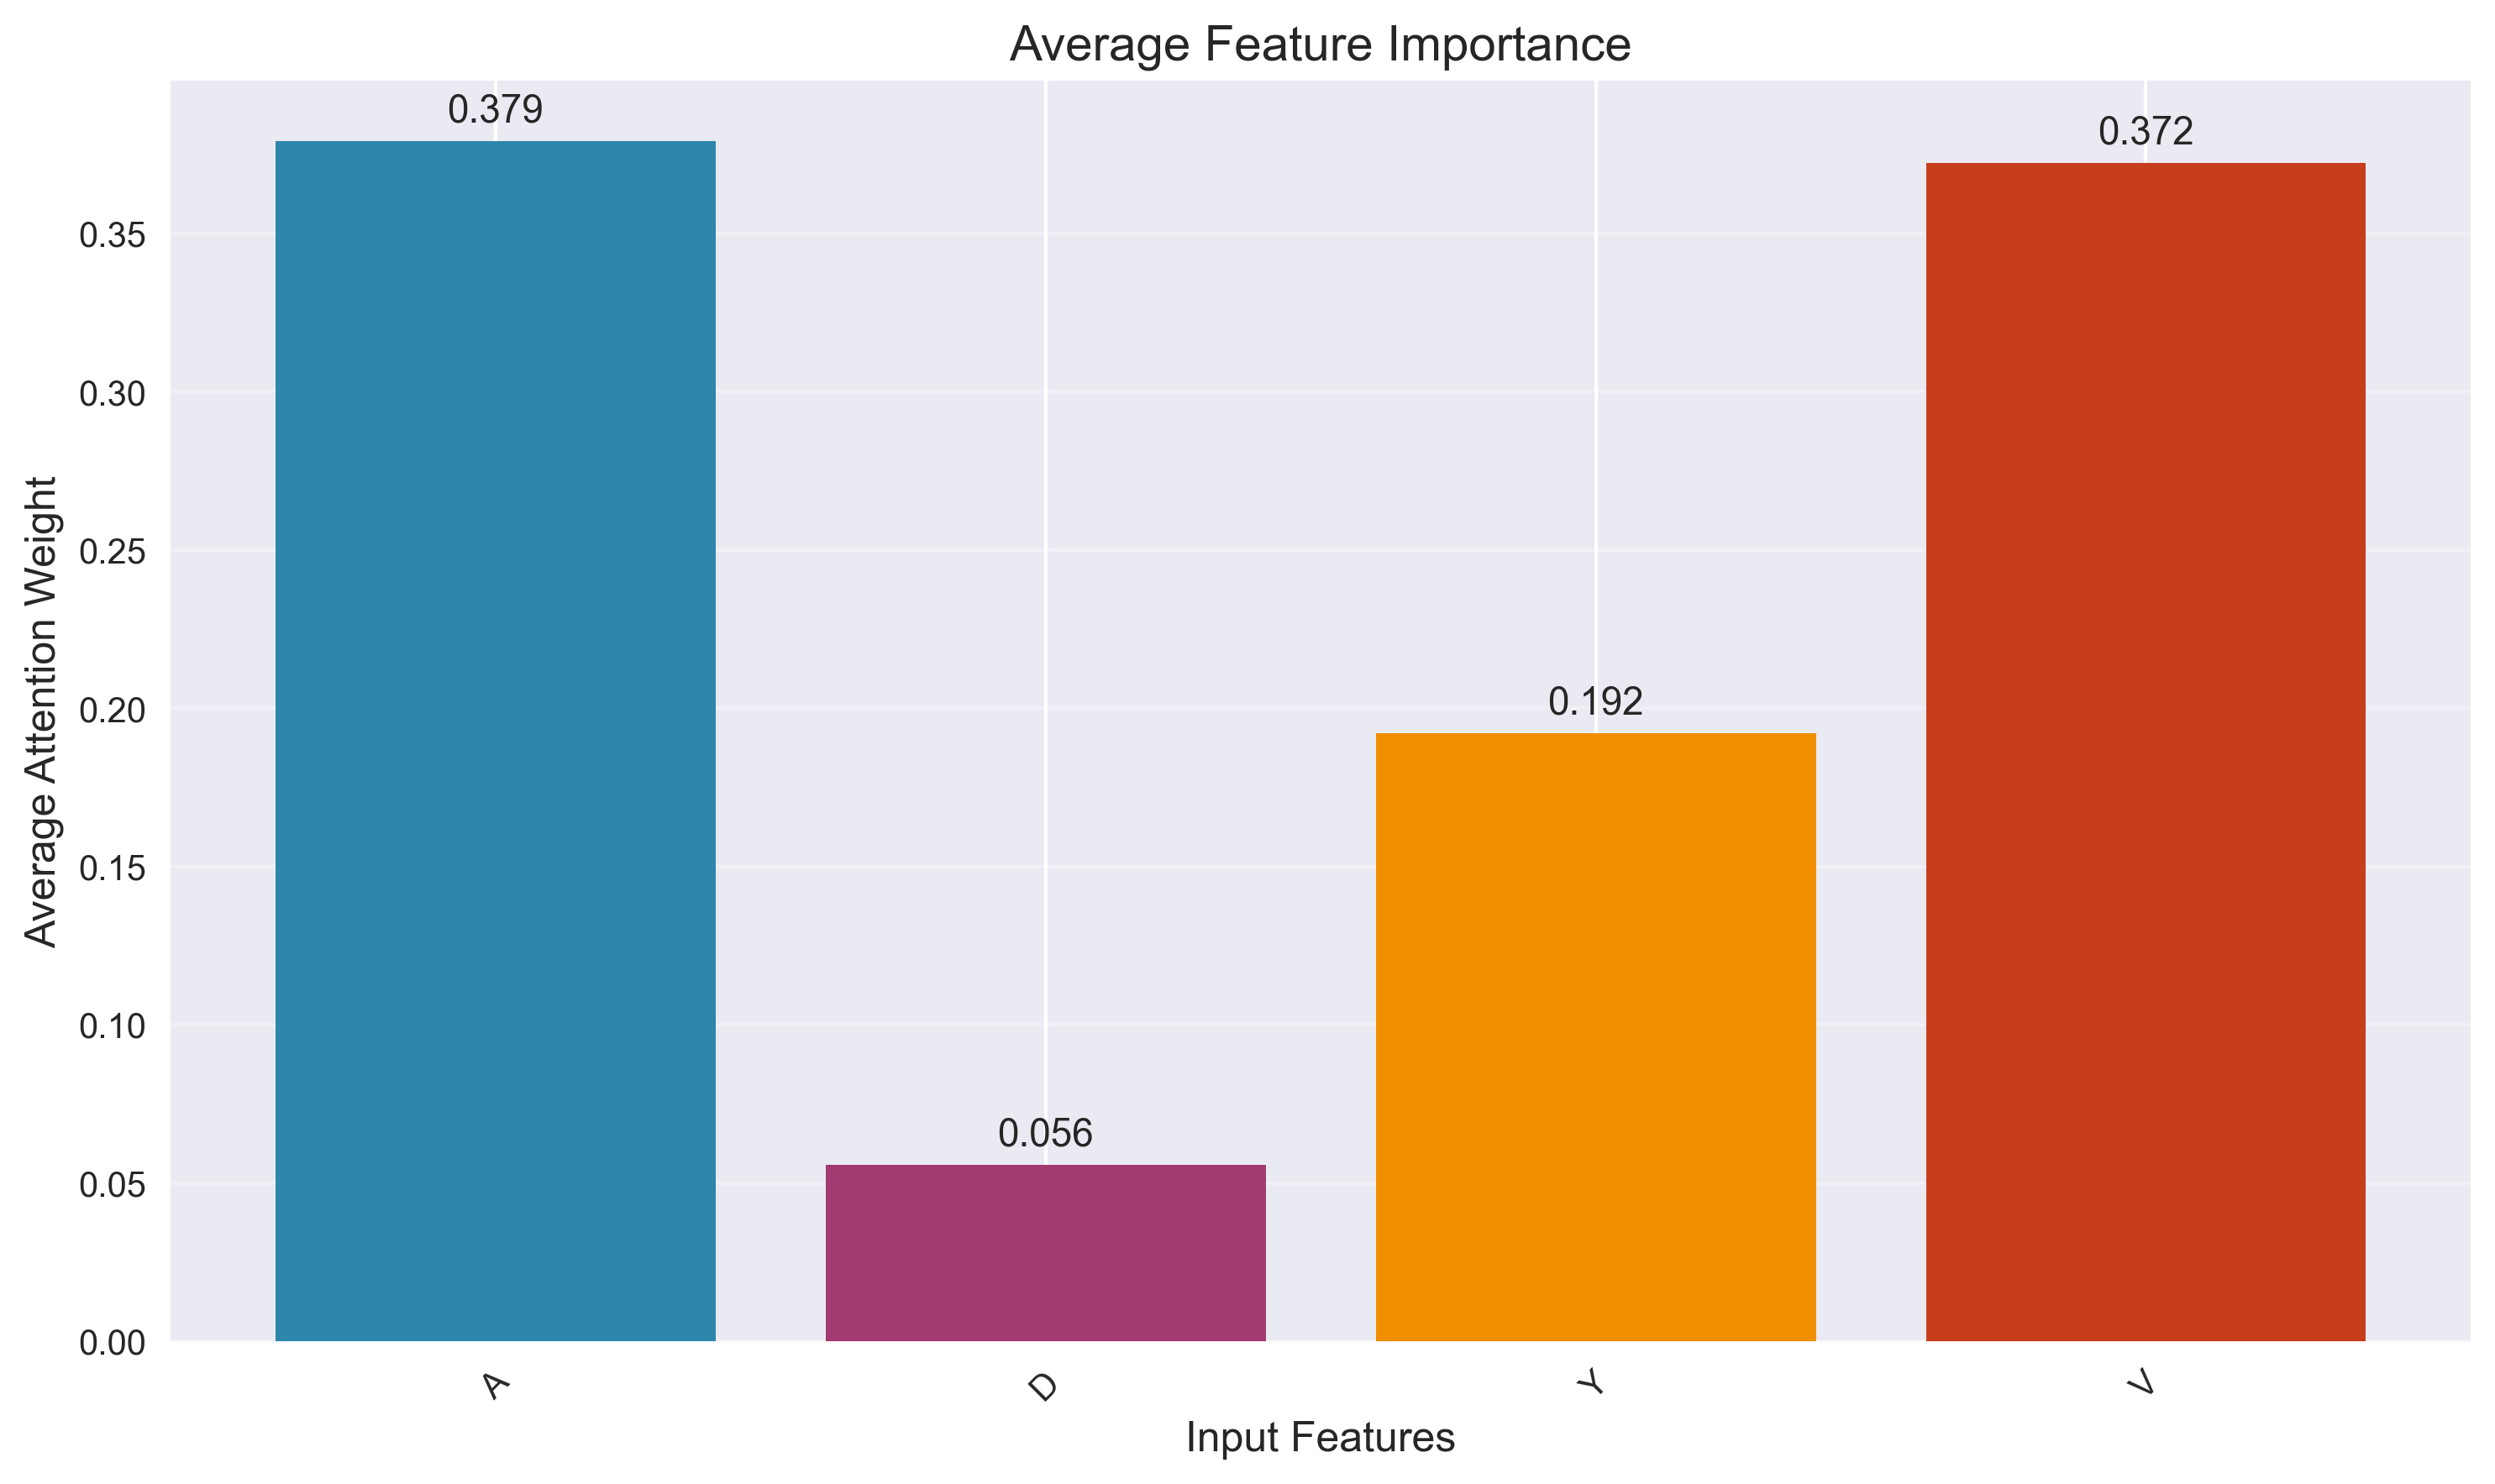 Average Feature Importance
0.379
0.372
0.192
0.056
0.35
0.30
0.25
0.20
0.15
0.10
0.05
0.00
Average Attention Weight
A
D
Y
V
Input Features